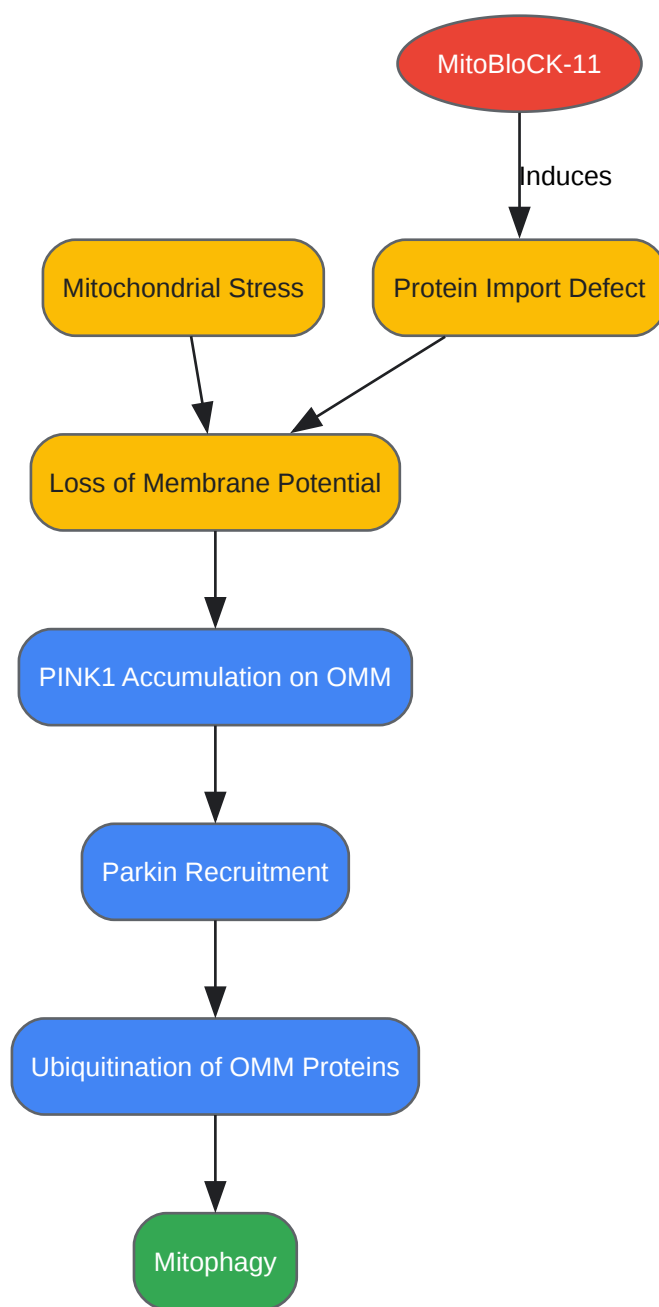 MitoBloCK-11
Induces
Mitochondrial Stress
Protein Import Defect
Loss of Membrane Potential
PINK1 Accumulation on OMM
Parkin Recruitment
Ubiquitination of OMM Proteins
Mitophagy